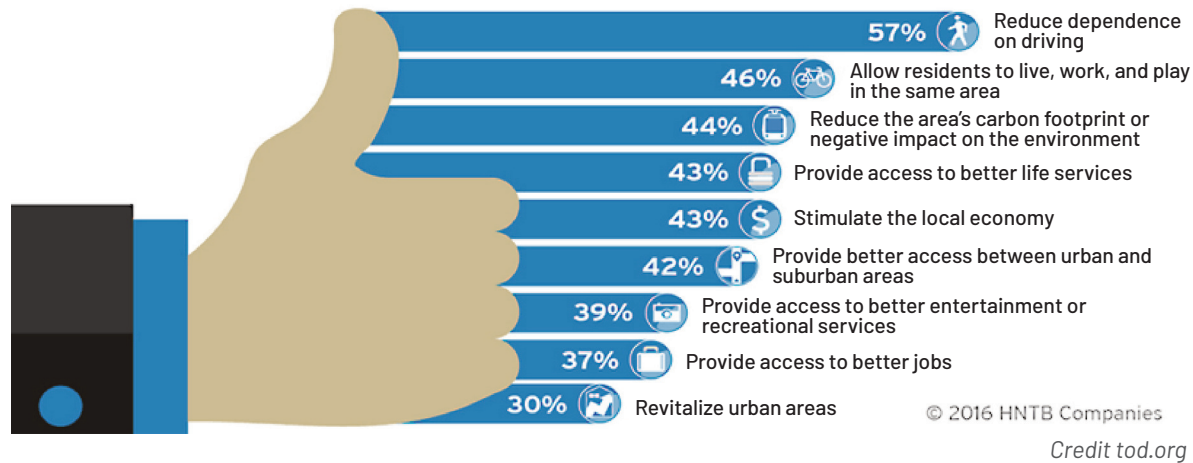 57% Reduce dependence
on driving
46% Allow residents to live, work, and play
in the same area
44% Reduce the area's carbon footprint or
negative impact on the environment
43% Provide access to better life services
43% $ Stimulate the local economy
42% Provide better access between urban and
suburban areas
39% Provide access to better entertainment or
recreational services
37% Provide access to better jobs
30% Revitalize urban areas
© 2016 HNTB Companies
Credit tod.org